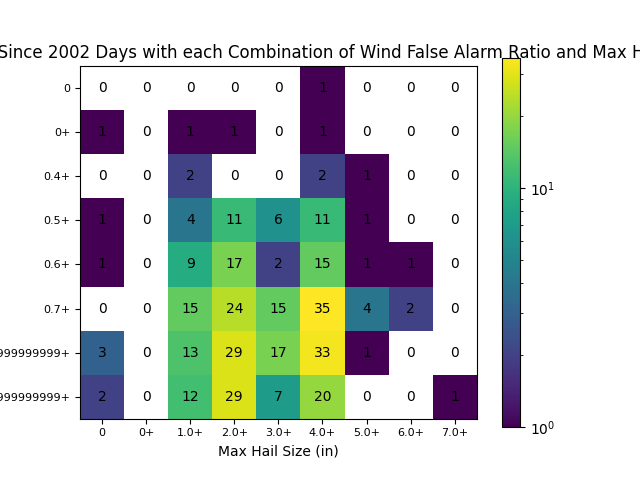 Since 2002 Days with each Combination of Wind False Alarm Ratio and Max H
0 0 0 0 0 0 1 0 0 0
0+ 1 0 1 1 0 1 0 0 0
0.4+ 0 0 2 0 0 2 1 0 0
0.5+ 1 0 4 11 6 11 1 0 0
0.6+ 1 0 9 17 2 15 1 1 0
0.7+ 0 0 15 24 15 35 4 2 0
999999999+ 3 0 13 29 17 33 1 0 0
999999999+ 2 0 12 29 7 20 0 0 1
0 0+ 1.0+ 2.0+ 3.0+ 4.0+ 5.0+ 6.0+ 7.0+
Max Hail Size (in)
10¹
10⁰